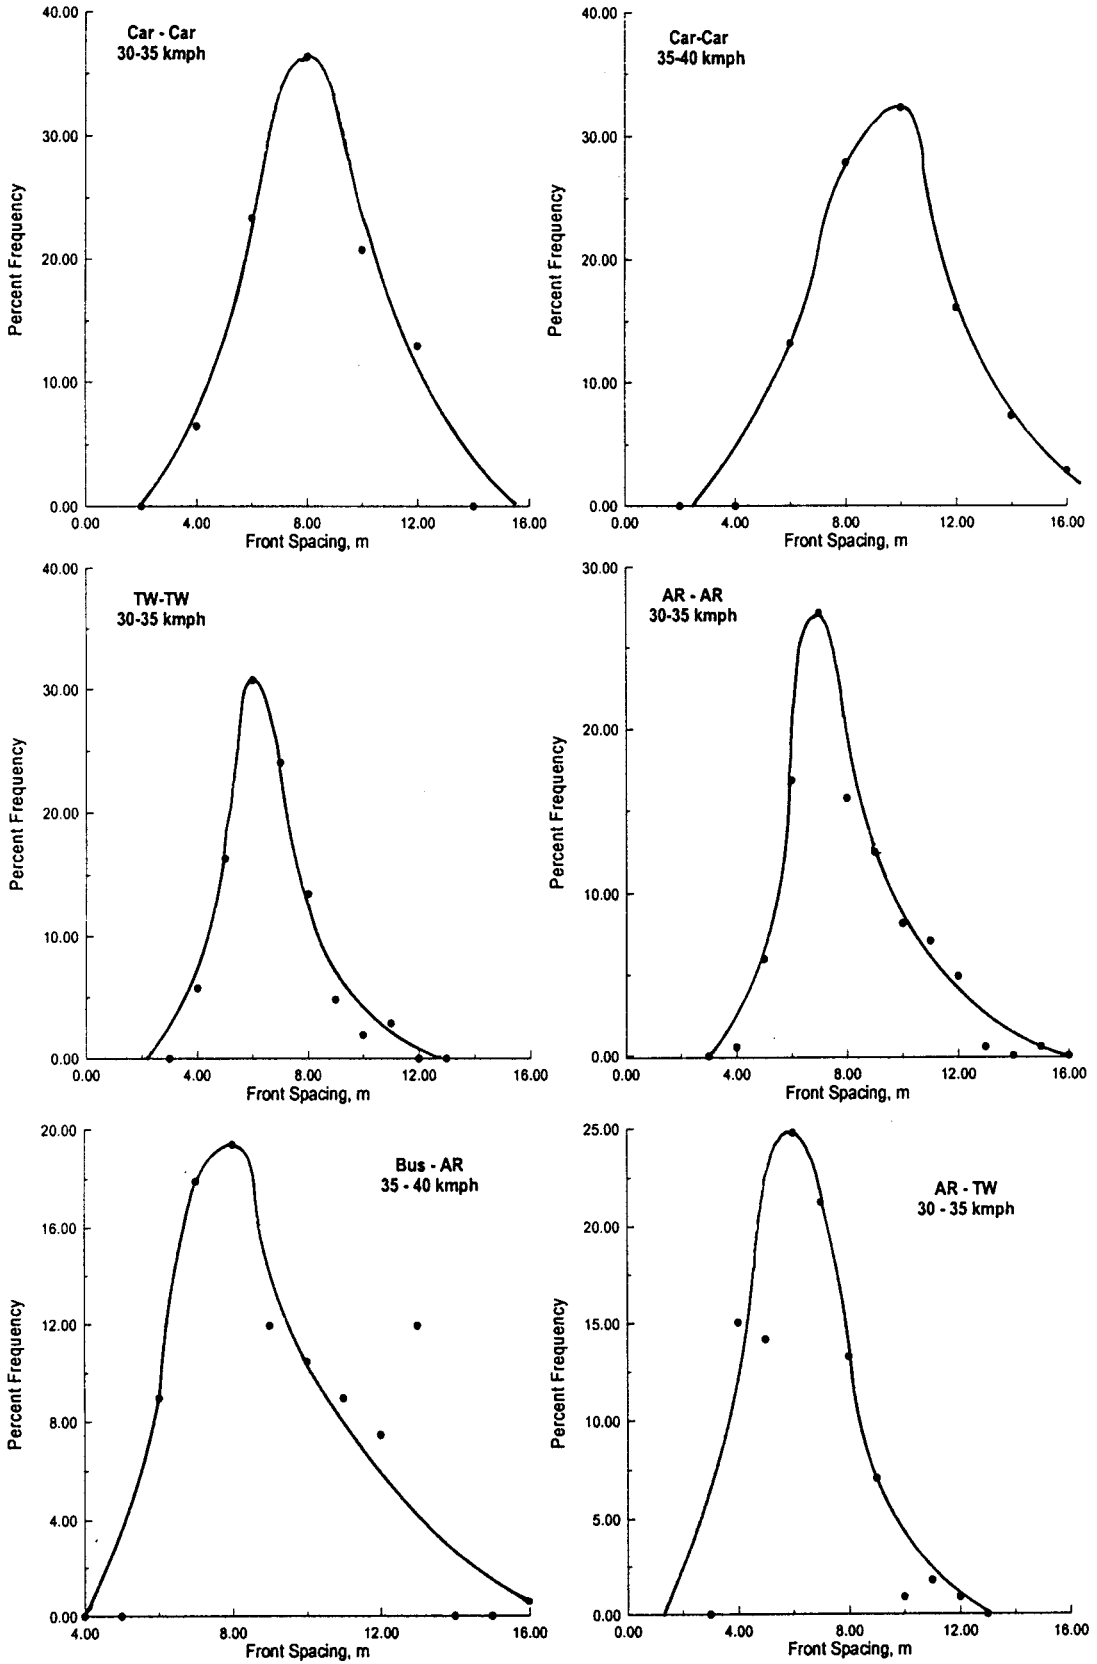 40.00
Car - Car
30-35 kmph
30.00
20.00
10.00
0.00
Percent Frequency
0.00 4.00 8.00 12.00 16.00
Front Spacing, m
40.00
Car-Car
35-40 kmph
30.00
20.00
10.00
0.00
Percent Frequency
0.00 4.00 8.00 12.00 16.00
Front Spacing, m
40.00
TW-TW
30-35 kmph
30.00
20.00
10.00
0.00
Percent Frequency
0.00 4.00 8.00 12.00 16.00
Front Spacing, m
30.00
AR - AR
30-35 kmph
20.00
10.00
0.00
Percent Frequency
0.00 4.00 8.00 12.00 16.00
Front Spacing, m
20.00
Bus - AR
35 - 40 kmph
16.00
12.00
8.00
4.00
0.00
Percent Frequency
4.00 8.00 12.00 16.00
Front Spacing, m
25.00
AR - TW
30 - 35 kmph
20.00
15.00
10.00
5.00
0.00
Percent Frequency
0.00 4.00 8.00 12.00 16.00
Front Spacing, m